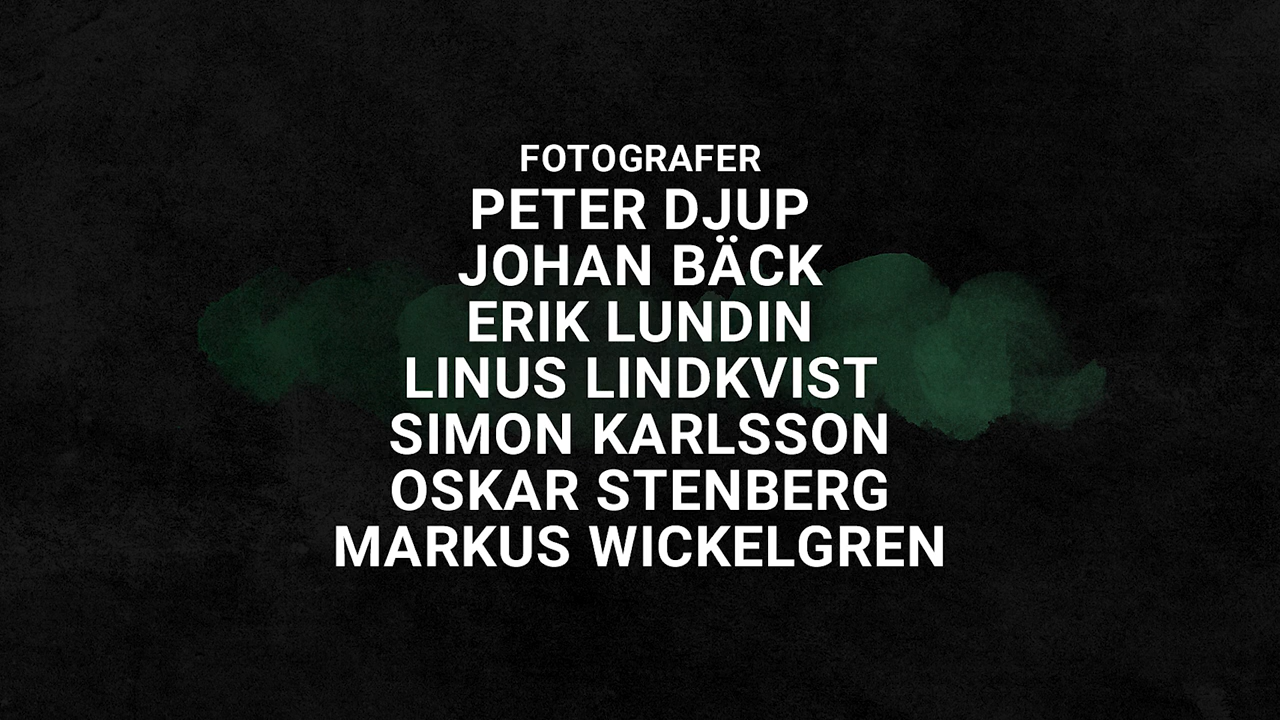 FOTOGRAFER
PETER DJUP
JOHAN BÄCK
ERIK LUNDIN
LINUS LINDKVIST
SIMON KARLSSON
OSKAR STENBERG
MARKUS WICKELGREN